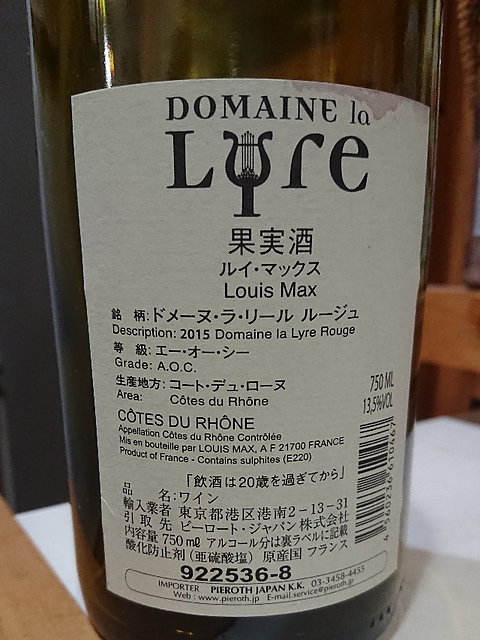 DOMAINE la
Lyre
果実酒
ルイ・マックス
Louis Max
銘 柄:ドメーヌ・ラ・リール ルージュ
Description: 2015 Domaine la Lyre Rouge
等 級:エー・オー・シー
Grade: A.O.C.
生産地方:コート・デュ・ローヌ
Area: Côtes du Rhône
750 ML
13,5%VOL
CÔTES DU RHÔNE
Appellation Côtes du Rhône Contrôlée
Mis en bouteille par LOUIS MAX, A F 21700 FRANCE
Product of France - Contains sulphites (E220)
「飲酒は20歳を過ぎてから」
品 名:ワイン
輸入業者 東京都港区港南2-13-31
引取先 ピーロート・ジャパン株式会社
内容量 750㎖ アルコール分は裏ラベルに記載
酸化防止剤(亜硫酸塩) 原産国 フランス
922536-8
IMPORTER PIEROTH JAPAN K.K. 03-3458-4455
Web : www.pieroth.jp E-mail.service@pieroth.jp